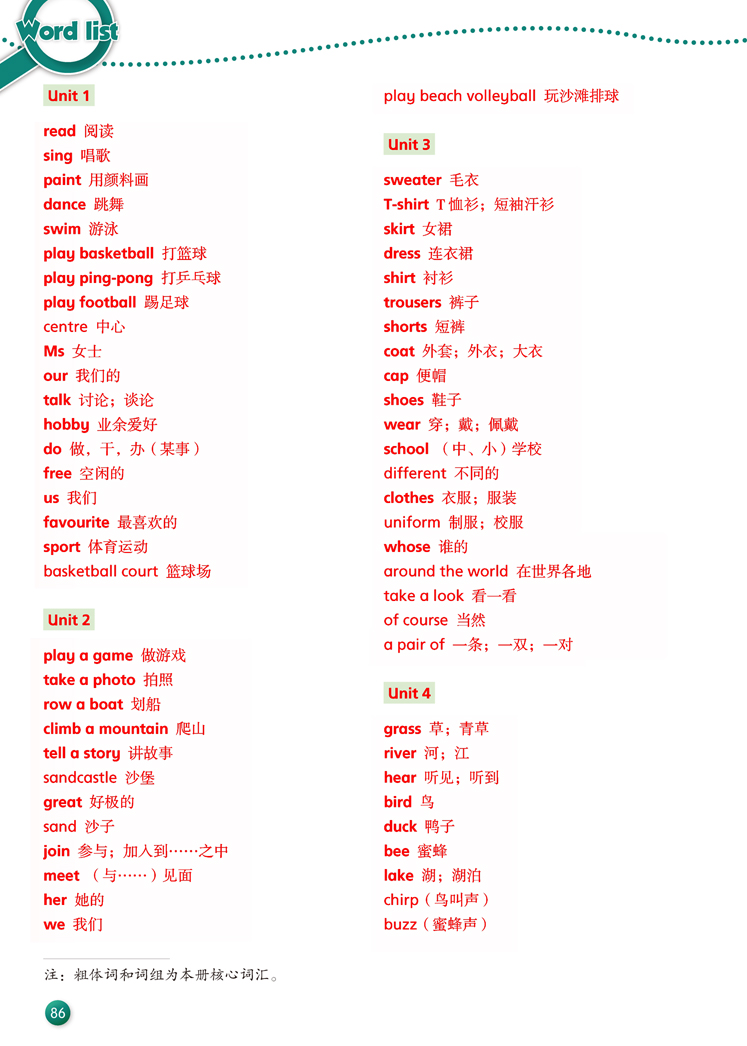 Word list
Unit 1
read 阅读
sing 唱歌
paint 用颜料画
dance 跳舞
swim 游泳
play basketball 打篮球
play ping-pong 打乒乓球
play football 踢足球
centre 中心
Ms 女士
our 我们的
talk 讨论；谈论
hobby 业余爱好
do 做，干，办（某事）
free 空闲的
us 我们
favourite 最喜欢的
sport 体育运动
basketball court 篮球场
Unit 2
play a game 做游戏
take a photo 拍照
row a boat 划船
climb a mountain 爬山
tell a story 讲故事
sandcastle 沙堡
great 好极的
sand 沙子
join 参与；加入到……之中
meet （与……）见面
her 她的
we 我们
play beach volleyball 玩沙滩排球
Unit 3
sweater 毛衣
T-shirt T恤衫；短袖汗衫
skirt 女裙
dress 连衣裙
shirt 衬衫
trousers 裤子
shorts 短裤
coat 外套；外衣；大衣
cap 便帽
shoes 鞋子
wear 穿；戴；佩戴
school （中、小）学校
different 不同的
clothes 衣服；服装
uniform 制服；校服
whose 谁的
around the world 在世界各地
take a look 看一看
of course 当然
a pair of 一条；一双；一对
Unit 4
grass 草；青草
river 河；江
hear 听见；听到
bird 鸟
duck 鸭子
bee 蜜蜂
lake 湖；湖泊
chirp（鸟叫声）
buzz（蜜蜂声）
注：粗体词和词组为本册核心词汇。
86